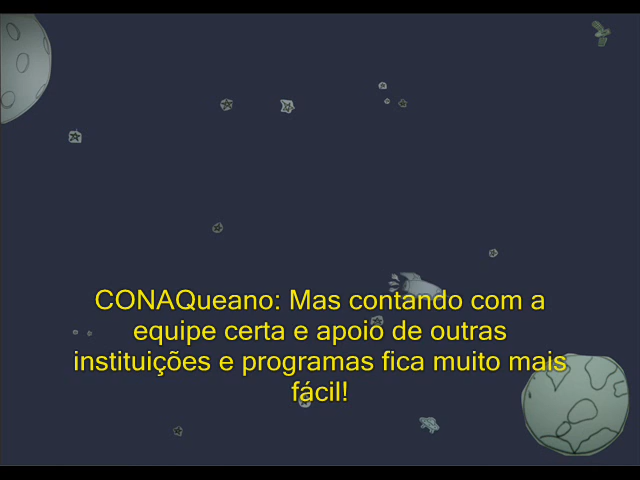 CONAQueano: Mas contando com a
equipe certa e apoio de outras
instituições e programas fica muito mais
fácil!